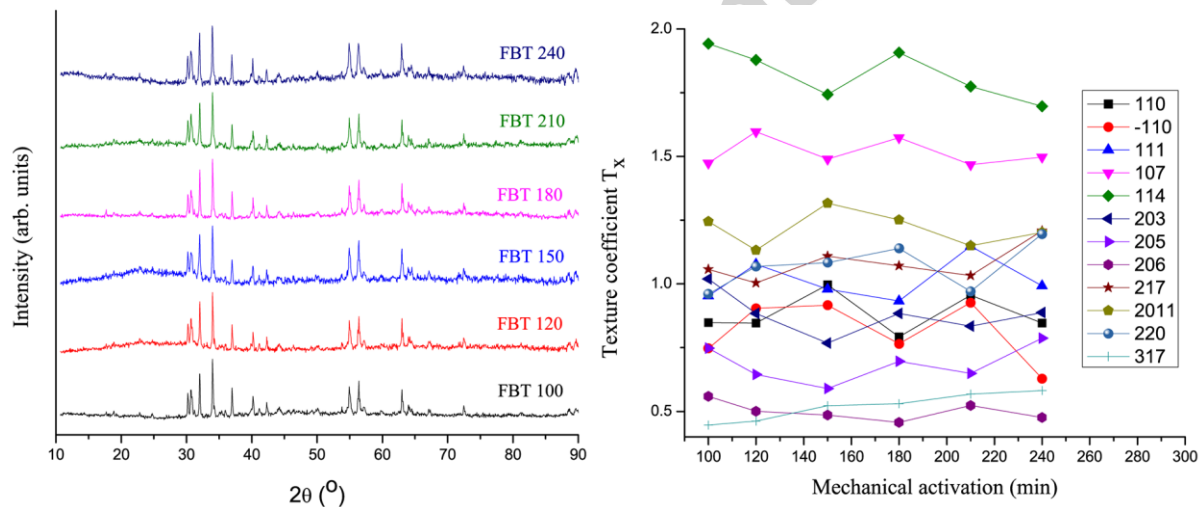 FBT 240
FBT 210
FBT 180
FBT 150
FBT 120
FBT 100
Intensity (arb. units)
10 20 30 40 50 60 70 80 90
2θ (°)
2.0
1.5
1.0
0.5
Texture coefficient Tx
100 120 140 160 180 200 220 240 260 280 300
Mechanical activation (min)
110
-110
111
107
114
203
205
206
217
2011
220
317